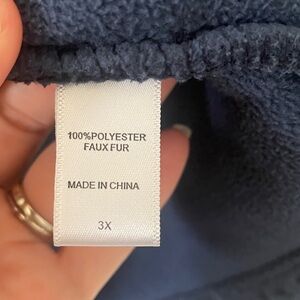 100%POLYESTER
FAUX FUR
MADE IN CHINA
3X